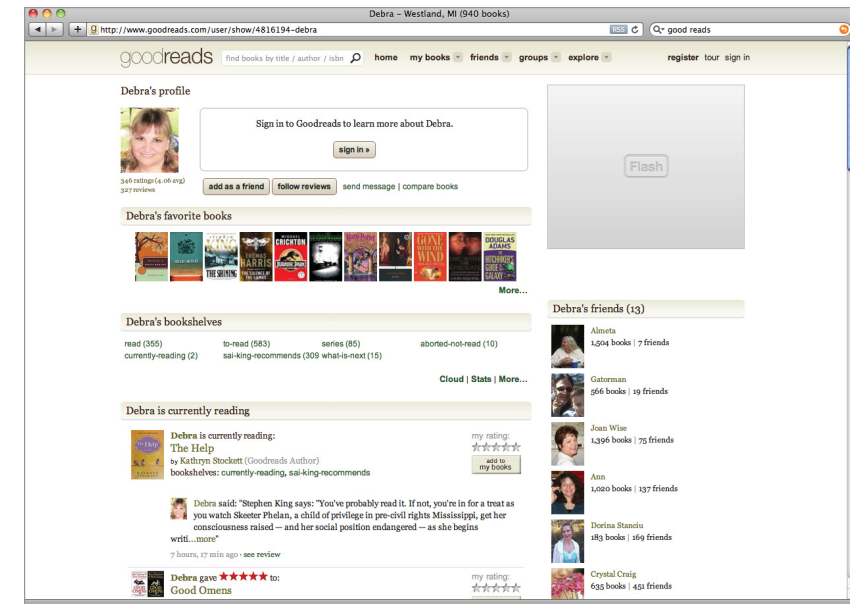 Debra – Westland, MI (940 books)
http://www.goodreads.com/user/show/4816194-debra
RSS
good reads
goodreads
find books by title / author / isbn
home my books friends groups explore
register tour sign in
Debra's profile
Sign in to Goodreads to learn more about Debra.
sign in »
346 ratings (4.06 avg)
327 reviews
add as a friend follow reviews send message | compare books
Flash
Debra's favorite books
KING
THE SHINING
THOMAS
HARRIS
THE SILENCE OF
THE LAMBS
MICHAEL
CRICHTON
JURASSIC PARK
Harry Potter
GONE
WITH THE
WIND
DOUGLAS
ADAMS
HITCHHIKER'S
GUIDE
GALAXY
More...
Debra's bookshelves
read (355) to-read (583) series (85) aborted-not-read (10)
currently-reading (2) sai-king-recommends (309 what-is-next (15)
Cloud | Stats | More...
Debra is currently reading
The Help
Debra is currently reading:
The Help
by Kathryn Stockett (Goodreads Author)
bookshelves: currently-reading, sai-king-recommends
my rating:
add to
my books
Debra said: "Stephen King says: "You've probably read it. If not, you're in for a treat as
you watch Skeeter Phelan, a child of privilege in pre-civil rights Mississippi, get her
consciousness raised — and her social position endangered — as she begins
writi...more"
7 hours, 17 min ago · see review
Debra gave ★★★★★ to:
Good Omens
my rating:
Debra's friends (13)
Almeta
1,504 books | 7 friends
Gatorman
566 books | 19 friends
Joan Wise
1,396 books | 75 friends
Ann
1,020 books | 137 friends
Dorina Stanciu
183 books | 169 friends
Crystal Craig
635 books | 451 friends